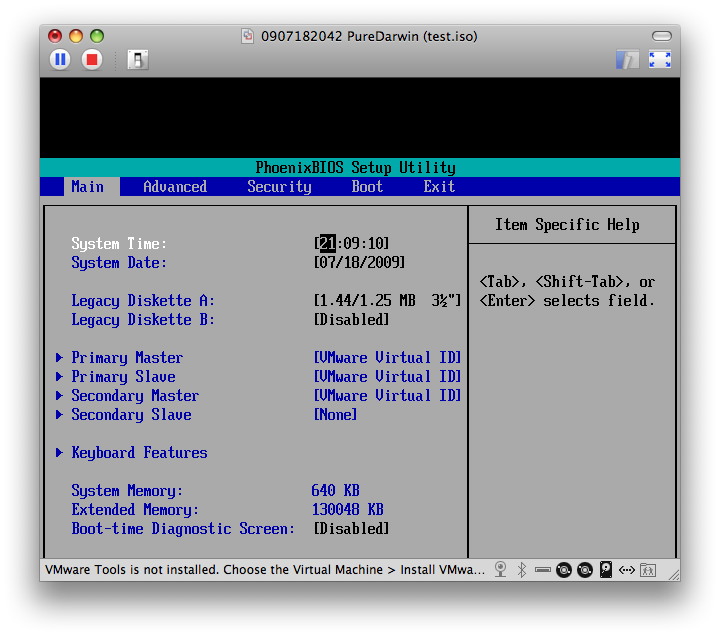 0907182042 PureDarwin (test.iso)
PhoenixBIOS Setup Utility
Main Advanced Security Boot Exit
Item Specific Help
System Time: [21:09:10]
System Date: [07/18/2009]
<Tab>, <Shift-Tab>, or
<Enter> selects field.
Legacy Diskette A: [1.44/1.25 MB 3½"]
Legacy Diskette B: [Disabled]
Primary Master [VMware Virtual ID]
Primary Slave [VMware Virtual ID]
Secondary Master [VMware Virtual ID]
Secondary Slave [None]
Keyboard Features
System Memory: 640 KB
Extended Memory: 130048 KB
Boot-time Diagnostic Screen: [Disabled]
VMware Tools is not installed. Choose the Virtual Machine > Install VMwa...